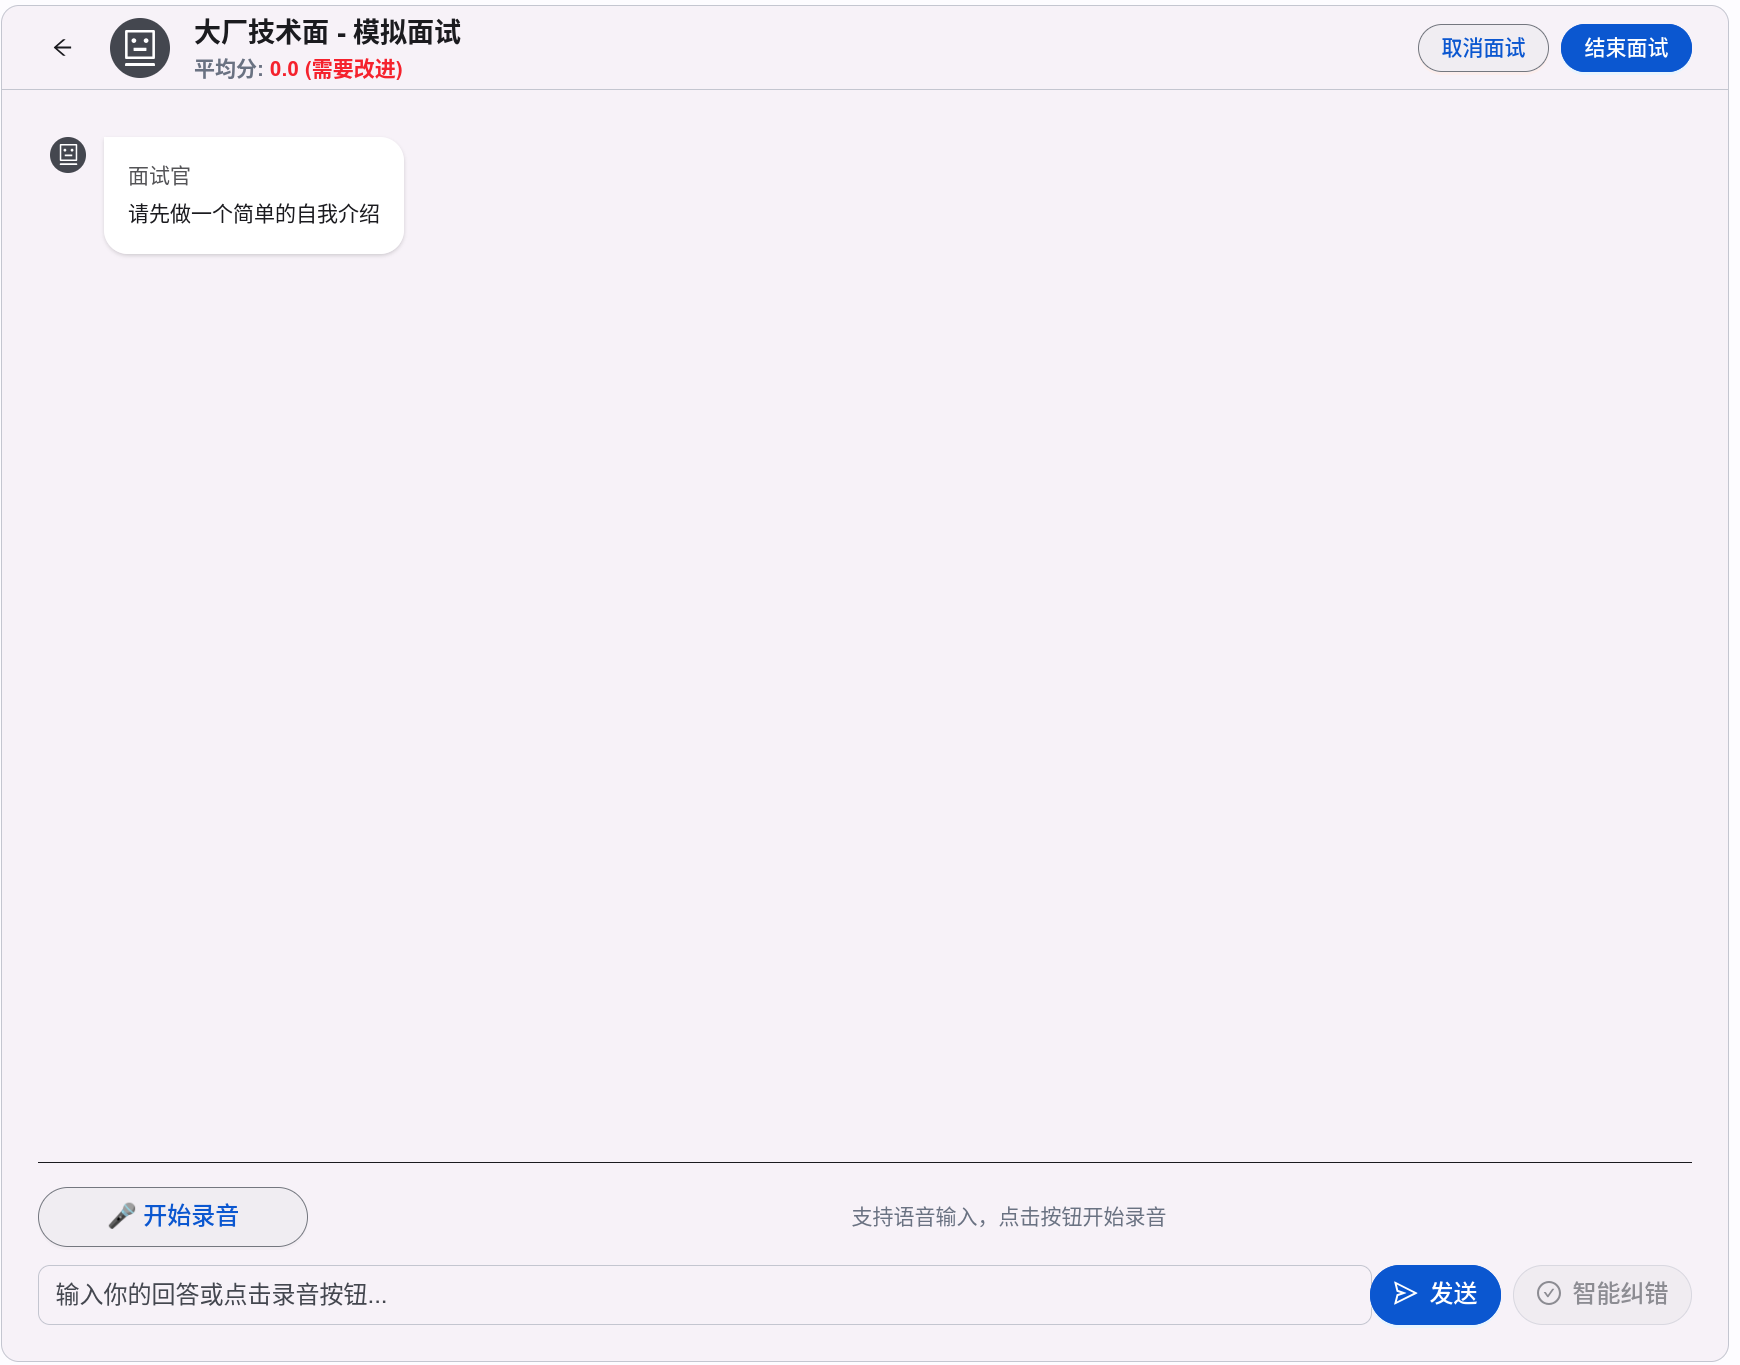 大厂技术面 - 模拟面试
平均分: 0.0 (需要改进)
取消面试
结束面试
面试官
请先做一个简单的自我介绍
开始录音
支持语音输入，点击按钮开始录音
输入你的回答或点击录音按钮...
发送
智能纠错